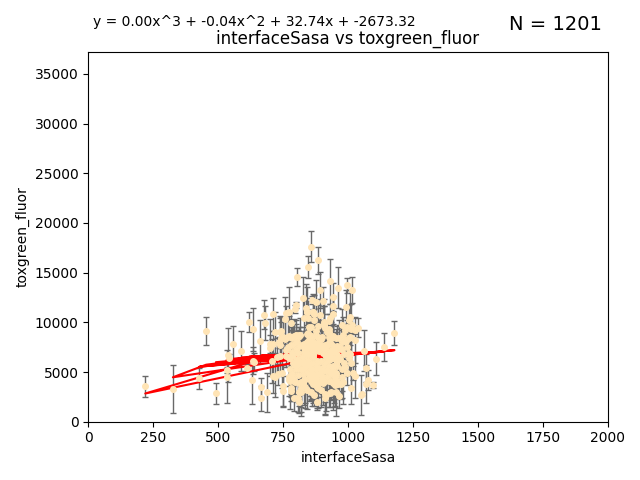 y = 0.00x^3 + -0.04x^2 + 32.74x + -2673.32
N = 1201
interfaceSasa vs toxgreen_fluor
35000
30000
25000
20000
15000
10000
5000
0
toxgreen_fluor
0 250 500 750 1000 1250 1500 1750 2000
interfaceSasa